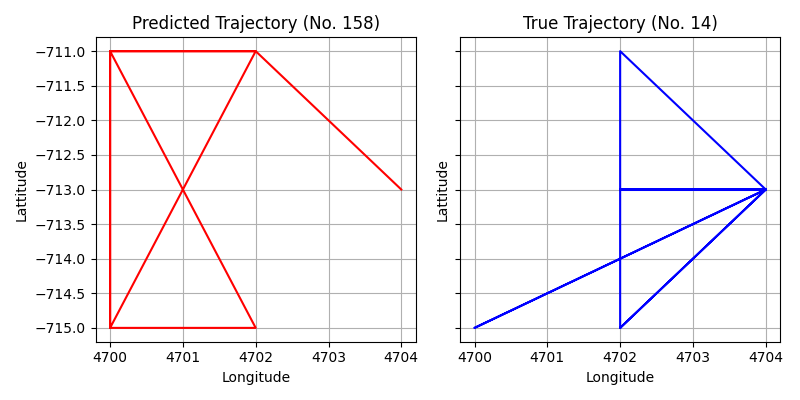 Predicted Trajectory (No. 158)
Lattitude
−711.0
−711.5
−712.0
−712.5
−713.0
−713.5
−714.0
−714.5
−715.0
4700 4701 4702 4703 4704
Longitude
True Trajectory (No. 14)
Lattitude
4700 4701 4702 4703 4704
Longitude